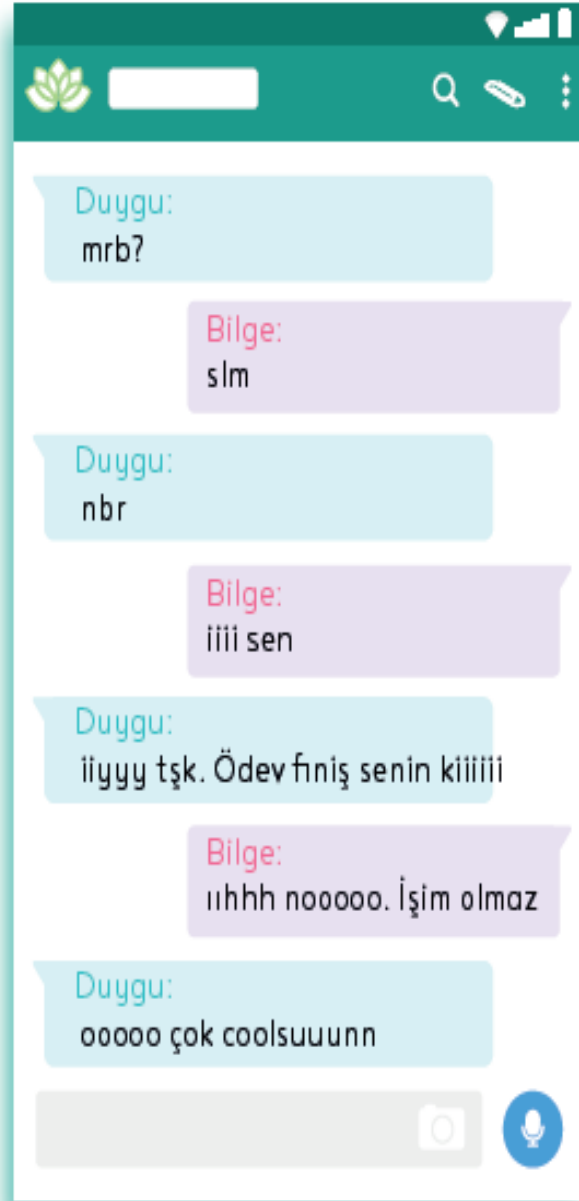 Duygu:
mrb?
Bilge:
slm
Duygu:
nbr
Bilge:
iiii sen
Duygu:
iiyyy tşk. Ödev finiş senin kiiiiii
Bilge:
ııhhh nooooo. İşim olmaz
Duygu:
ooooo çok coolsuuunn